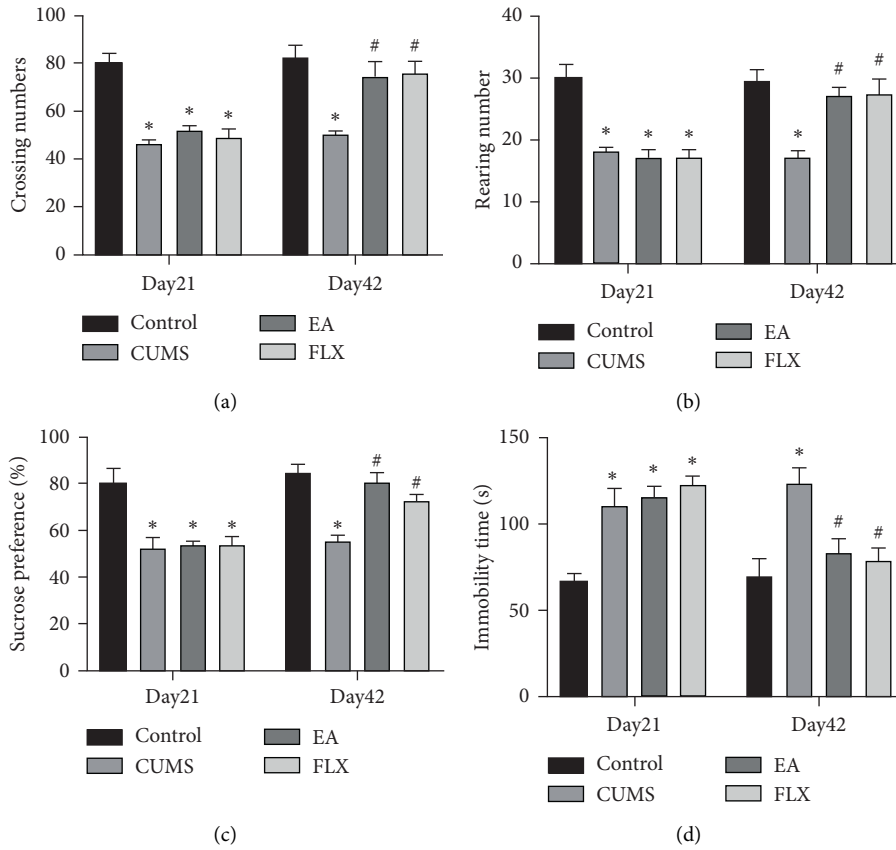 100
80
60
40
20
0
Crossing numbers
* * * * # #
Day21 Day42
Control EA
CUMS FLX
(a)
40
30
20
10
0
Rearing number
* * * * # #
Day21 Day42
Control EA
CUMS FLX
(b)
100
80
60
40
20
0
Sucrose preference (%)
* * * * # #
Day21 Day42
Control EA
CUMS FLX
(c)
150
100
50
0
Immobility time (s)
* * * * # #
Day21 Day42
Control EA
CUMS FLX
(d)